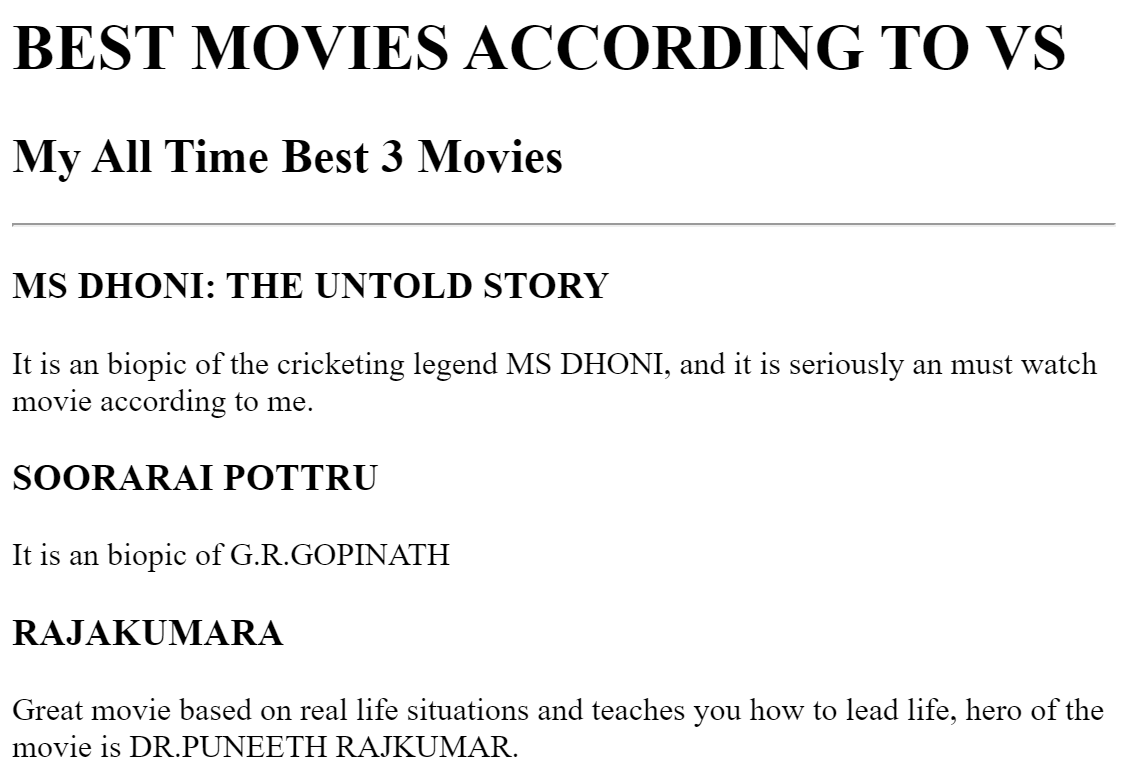 BEST MOVIES ACCORDING TO VS
My All Time Best 3 Movies
MS DHONI: THE UNTOLD STORY
It is an biopic of the cricketing legend MS DHONI, and it is seriously an must watch
movie according to me.
SOORARAI POTTRU
It is an biopic of G.R.GOPINATH
RAJAKUMARA
Great movie based on real life situations and teaches you how to lead life, hero of the
movie is DR.PUNEETH RAJKUMAR.